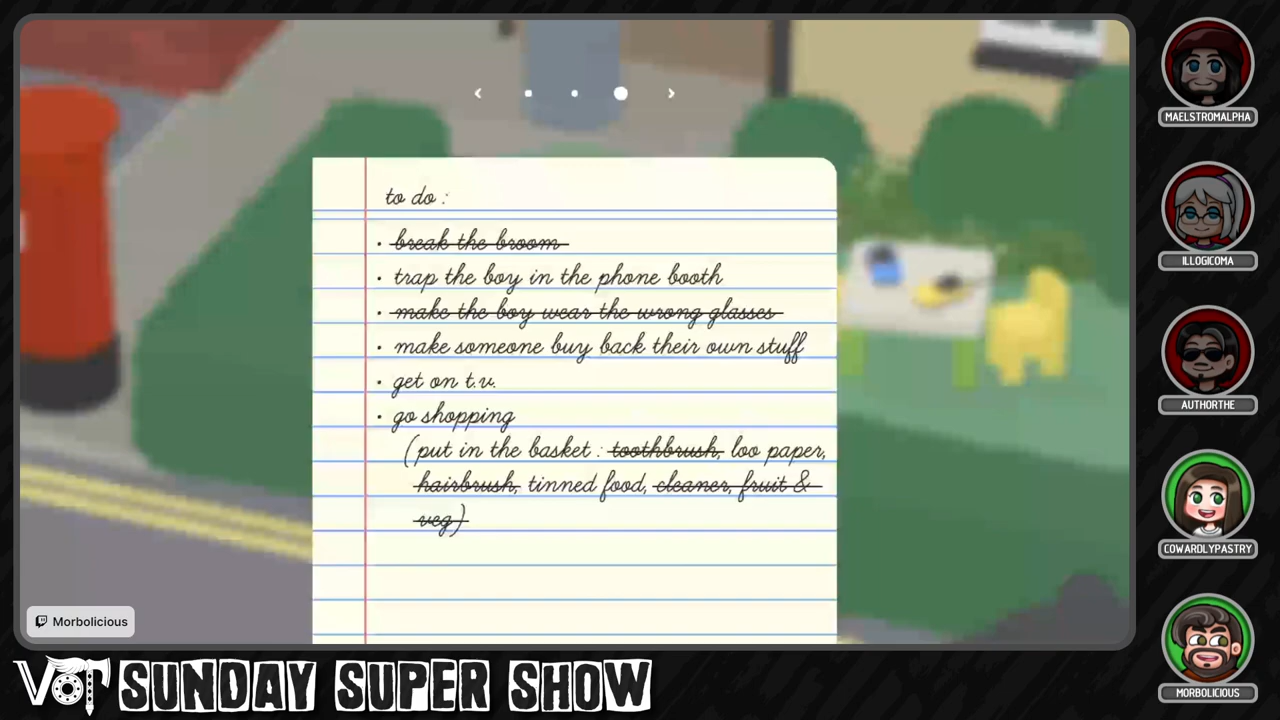 to do :
• break the broom
• trap the boy in the phone booth
• make the boy wear the wrong glasses
• make someone buy back their own stuff
• get on t.v.
• go shopping
(put in the basket : toothbrush, loo paper,
hairbrush, tinned food, cleaner, fruit &
veg)
Morbolicious
VOT SUNDAY SUPER SHOW
MAELSTROMALPHA
ILLOGICOMA
AUTHORTHE
COWARDLYPASTRY
MORBOLICIOUS